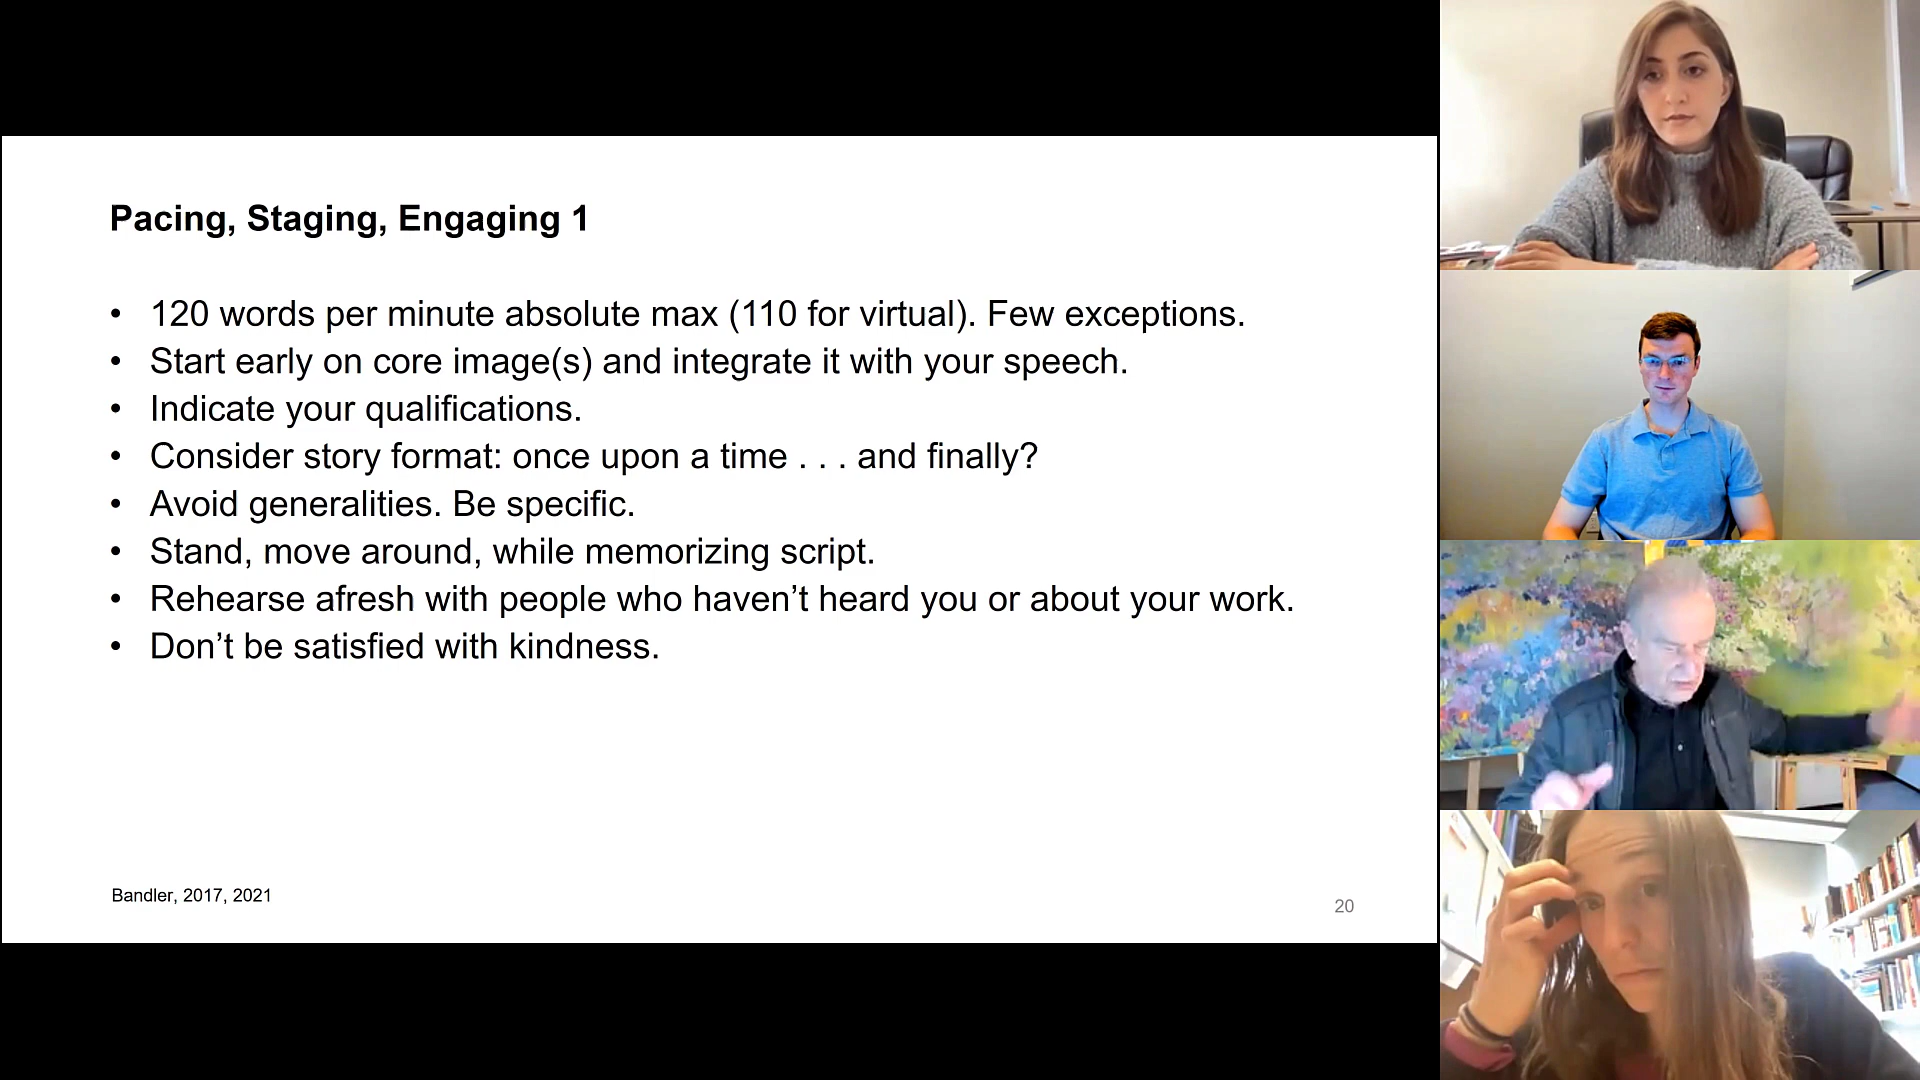 Pacing, Staging, Engaging 1
• 120 words per minute absolute max (110 for virtual). Few exceptions.
• Start early on core image(s) and integrate it with your speech.
• Indicate your qualifications.
• Consider story format: once upon a time . . . and finally?
• Avoid generalities. Be specific.
• Stand, move around, while memorizing script.
• Rehearse afresh with people who haven’t heard you or about your work.
• Don’t be satisfied with kindness.
Bandler, 2017, 2021
20